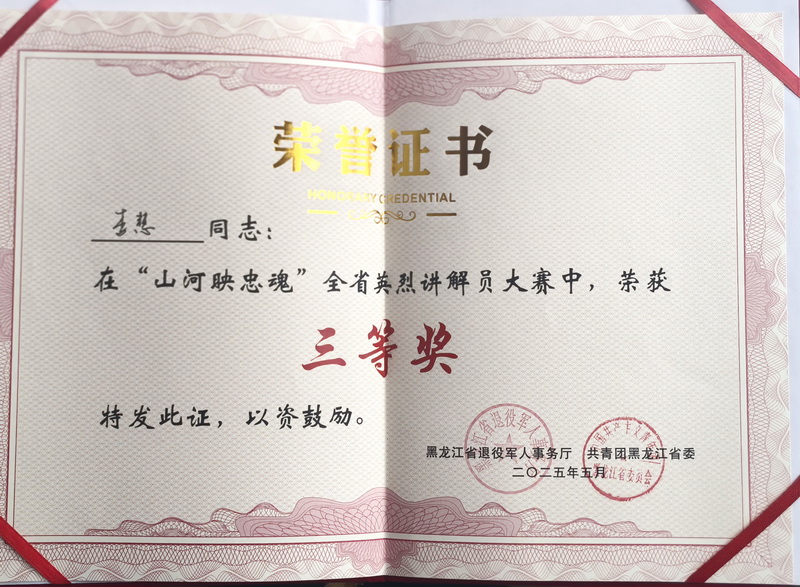 荣誉证书
HONORARY CREDENTIAL
同志：
在“山河映忠魂”全省英烈讲解员大赛中，荣获
三等奖
特发此证，以资鼓励。
黑龙江省退役军人事务厅 共青团黑龙江省委
二〇二五年五月